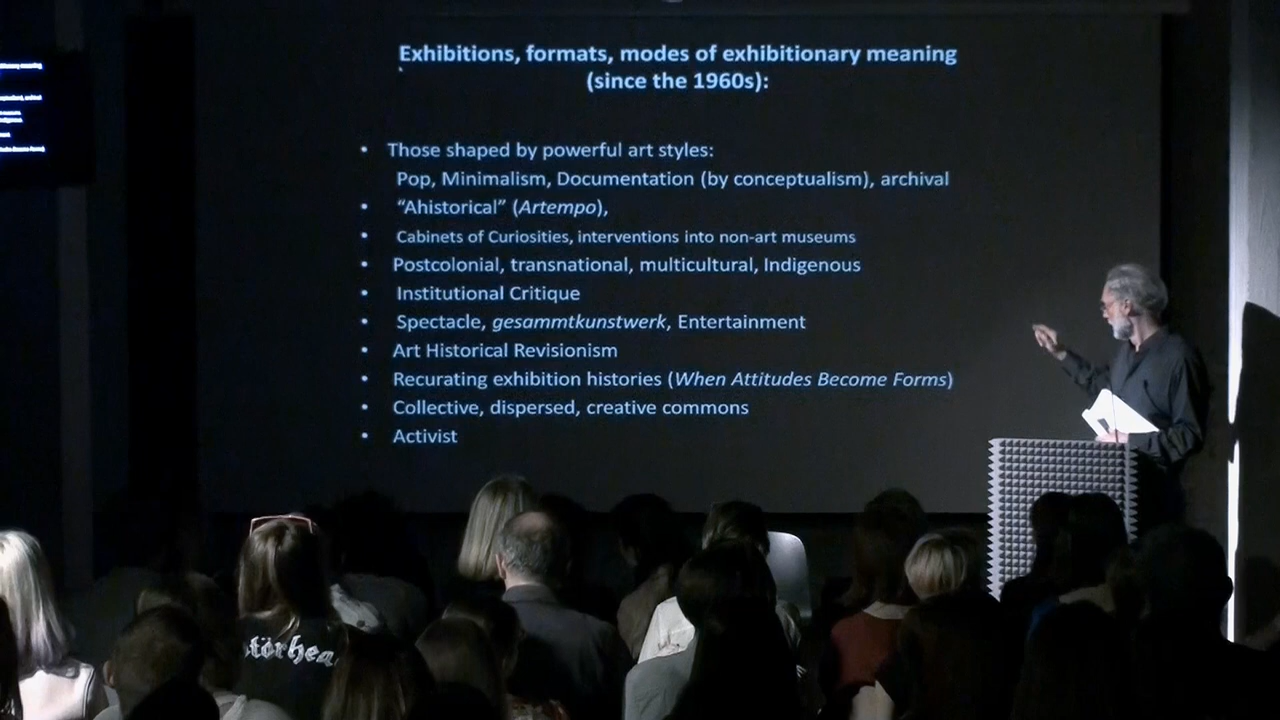 Exhibitions, formats, modes of exhibitionary meaning
(since the 1960s):
• Those shaped by powerful art styles:
Pop, Minimalism, Documentation (by conceptualism), archival
• “Ahistorical” (Artempo),
• Cabinets of Curiosities, interventions into non-art museums
• Postcolonial, transnational, multicultural, Indigenous
• Institutional Critique
• Spectacle, gesammtkunstwerk, Entertainment
• Art Historical Revisionism
• Recurating exhibition histories (When Attitudes Become Forms)
• Collective, dispersed, creative commons
• Activist
törhea